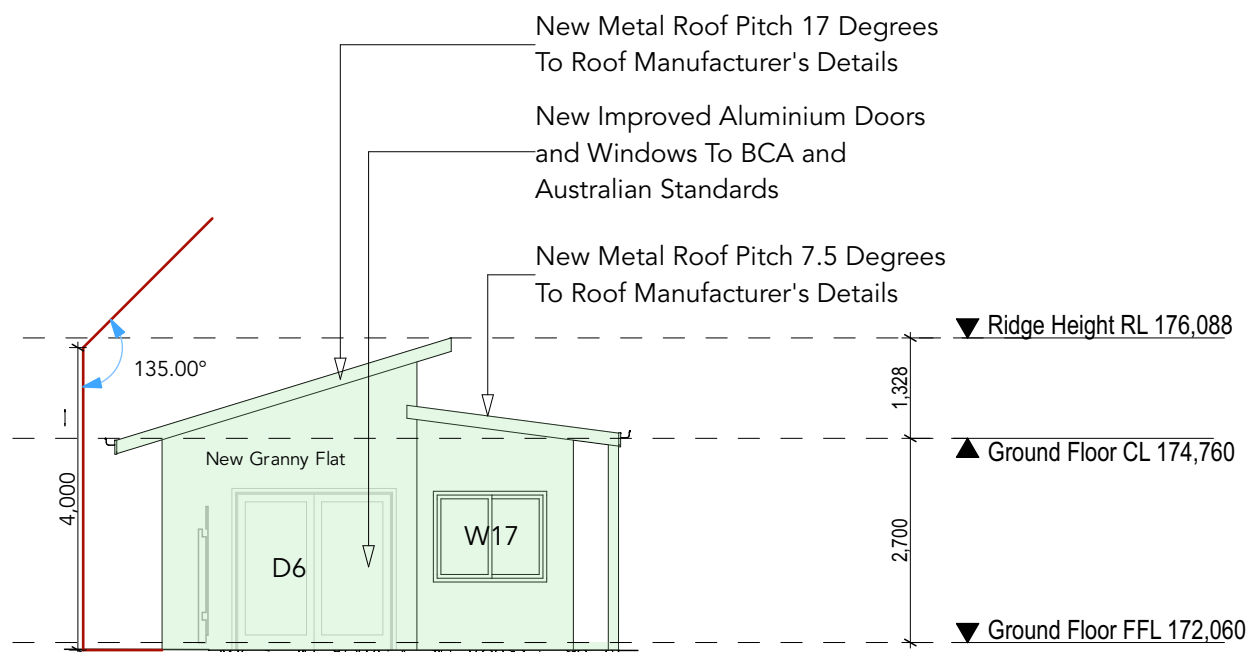 New Metal Roof Pitch 17 Degrees
To Roof Manufacturer's Details
New Improved Aluminium Doors
and Windows To BCA and
Australian Standards
New Metal Roof Pitch 7.5 Degrees
To Roof Manufacturer's Details
Ridge Height RL 176,088
135.00°
1,328
Ground Floor CL 174,760
New Granny Flat
4,000
W17
2,700
D6
Ground Floor FFL 172,060